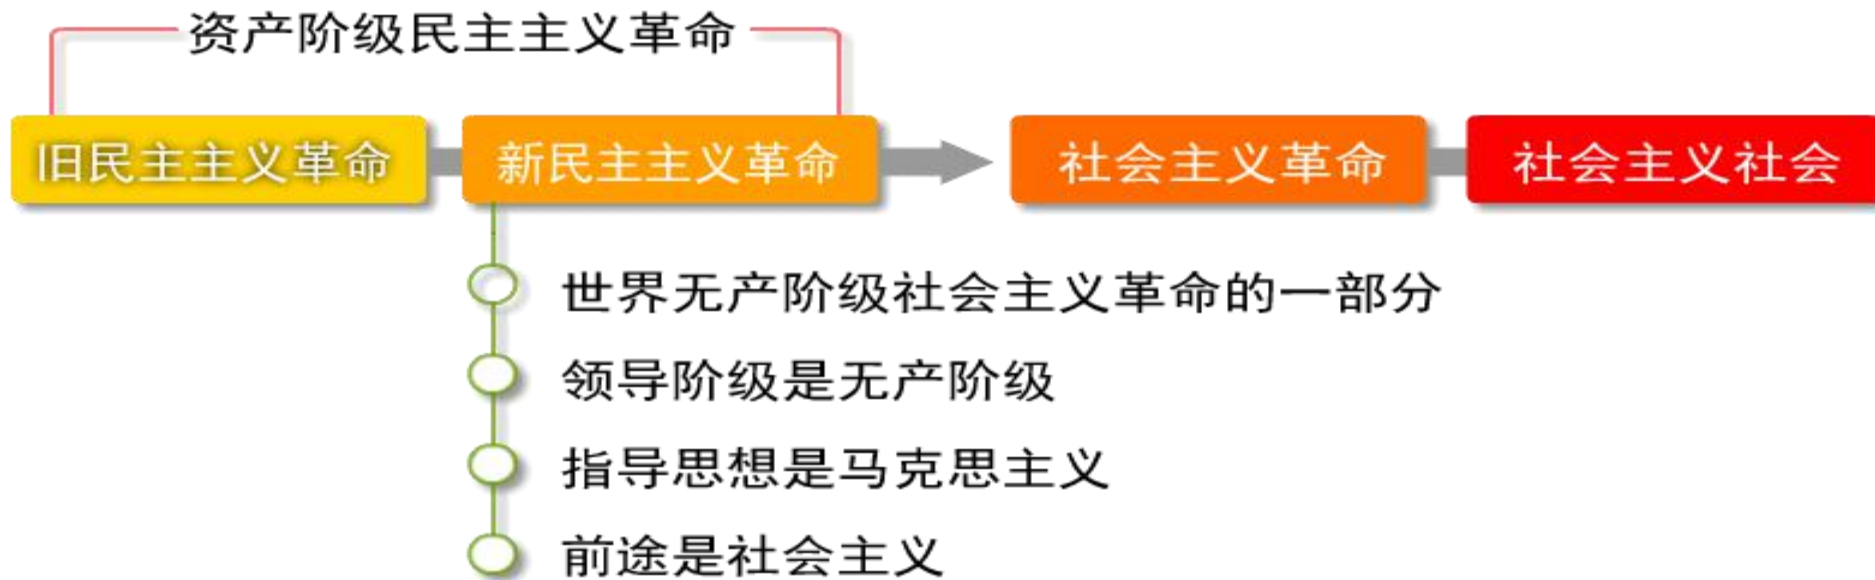 资产阶级民主主义革命
旧民主主义革命 新民主主义革命 社会主义革命 社会主义社会
世界无产阶级社会主义革命的一部分
领导阶级是无产阶级
指导思想是马克思主义
前途是社会主义